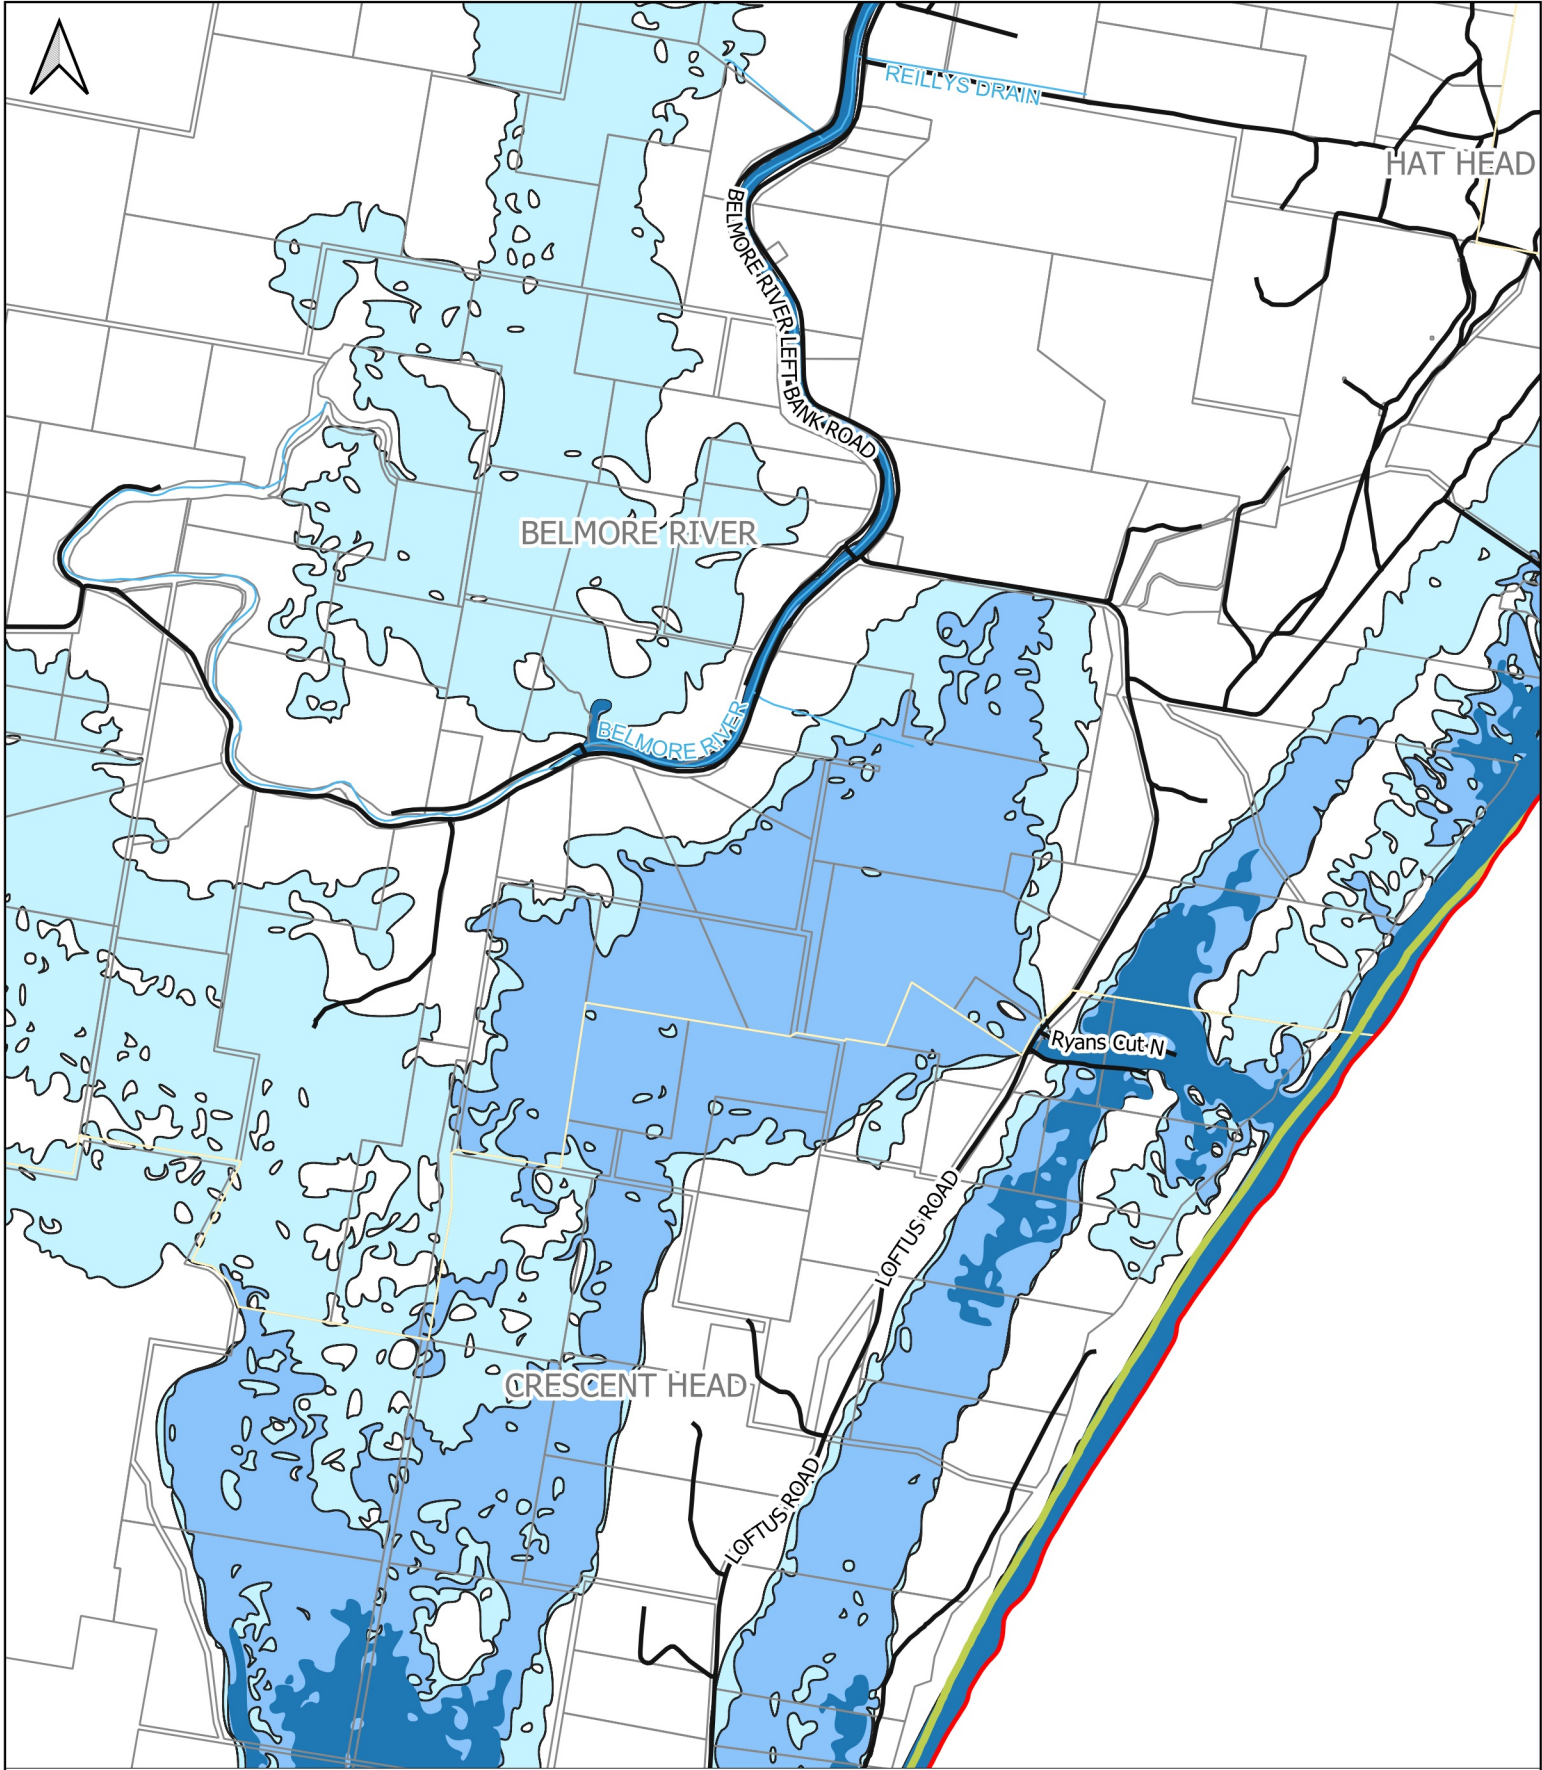 REILLYS DRAIN
HAT HEAD
BELMORE RIVER LEFT BANK ROAD
BELMORE RIVER
BELMORE RIVER
Ryans Cut N
LOFTUS ROAD
CRESCENT HEAD
LOFTUS ROAD